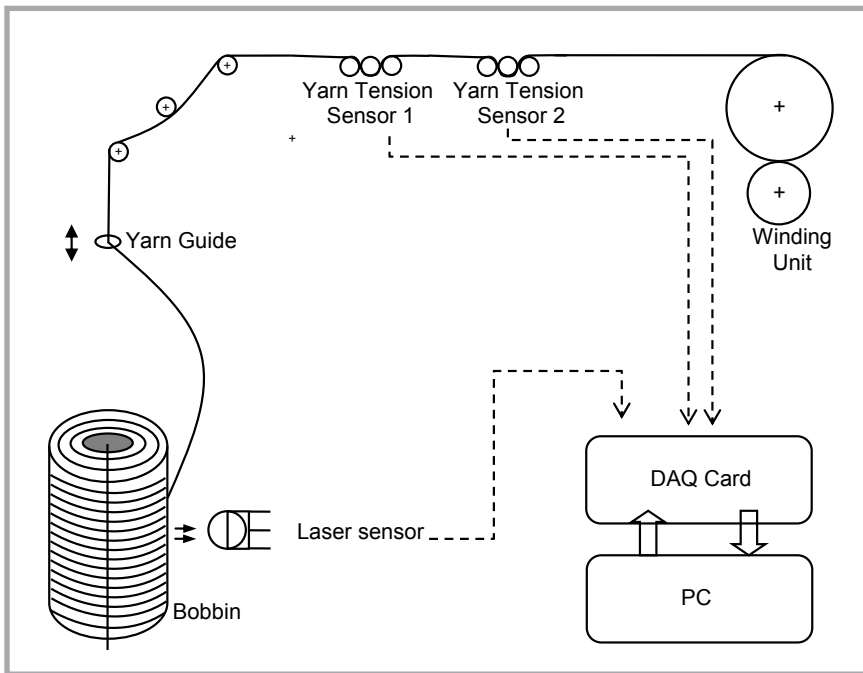 Yarn Tension
Sensor 1
Yarn Tension
Sensor 2
Yarn Guide
Winding
Unit
DAQ Card
Laser sensor
PC
Bobbin